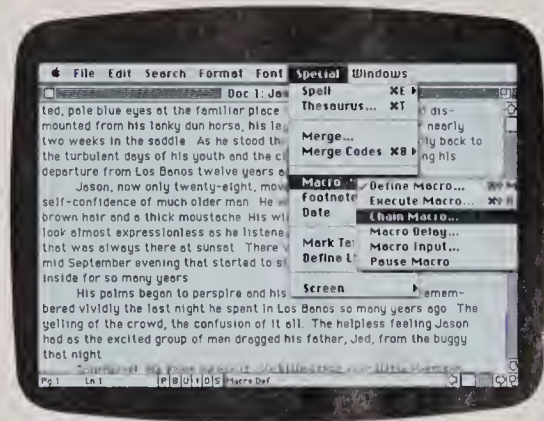 File Edit Search Format Font Special Windows
Doc 1: Jas
Spell ⌘E
Thesaurus... ⌘T
Merge...
Merge Codes ⌘8
Macro
Footnote
Date
Mark Te
Define L
Screen
Define Macro...
Execute Macro...
Chain Macro...
Macro Delay...
Macro Input...
Pause Macro
ted, pale blue eyes at the familiar place d dis-
mounted from his lanky dun horse, his le nearly
two weeks in the saddle As he stood th ly back to
the turbulent days of his youth and the c ng his
departure from Los Banos twelve years a
Jason, now only twenty-eight, mov
self-confidence of much older man He
brown hair and a thick moustache His wi
look almost expressionless as he listene
that was always there at sunset There
mid September evening that started to s
inside for so many years
His palms began to perspire and his emem-
bered vividly the last night he spent in Los Banos so many years ago The
yelling of the crowd, the confusion of it all. The helpless feeling Jason
had as the excited group of men dragged his father, Jed, from the buggy
that night
Pg 1 Ln 1 P B U I O S Macro Def